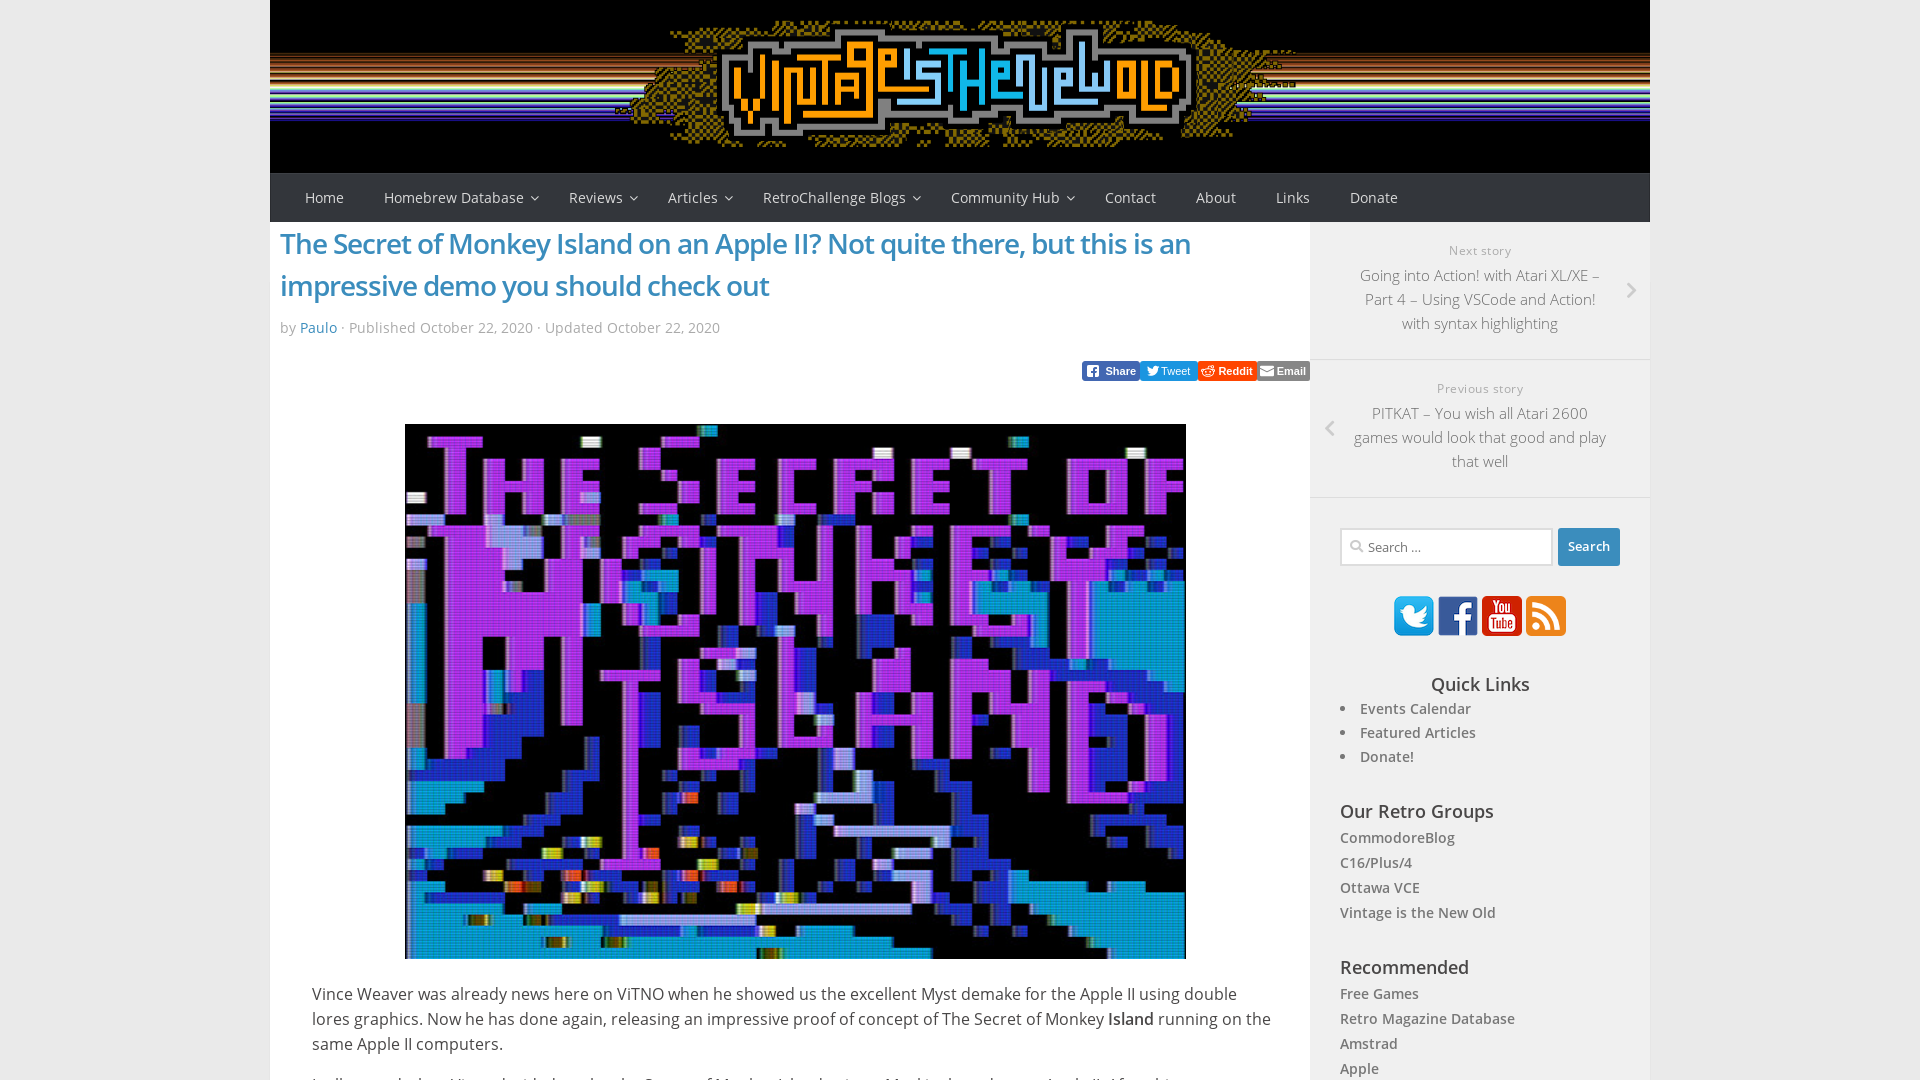 VINTAGE IS THE NEW OLD
Home
Homebrew Database
Reviews
Articles
RetroChallenge Blogs
Community Hub
Contact
About
Links
Donate
The Secret of Monkey Island on an Apple II? Not quite there, but this is an
impressive demo you should check out
by Paulo · Published October 22, 2020 · Updated October 22, 2020
Share
Tweet
Reddit
Email
THE SECRET OF
MONKEY
ISLAND
Vince Weaver was already news here on ViTNO when he showed us the excellent Myst demake for the Apple II using double
lores graphics. Now he has done again, releasing an impressive proof of concept of The Secret of Monkey Island running on the
same Apple II computers.
Next story
Going into Action! with Atari XL/XE –
Part 4 – Using VSCode and Action!
with syntax highlighting
Previous story
PITKAT – You wish all Atari 2600
games would look that good and play
that well
Search …
Search
You
Tube
Quick Links
Events Calendar
Featured Articles
Donate!
Our Retro Groups
CommodoreBlog
C16/Plus/4
Ottawa VCE
Vintage is the New Old
Recommended
Free Games
Retro Magazine Database
Amstrad
Apple